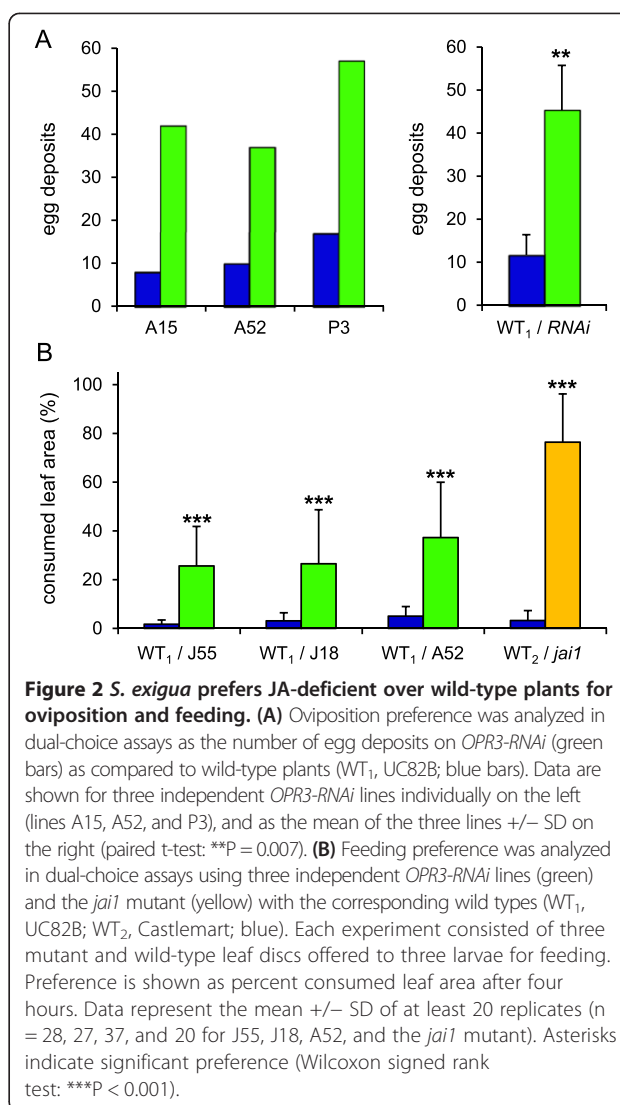 A
60
50
40
30
20
10
0
egg deposits
A15 A52 P3
60
50
40
30
20
10
0
egg deposits
**
WT1 / RNAi
B
100
80
60
40
20
0
consumed leaf area (%)
*** *** *** ***
WT1 / J55 WT1 / J18 WT1 / A52 WT2 / jai1
Figure 2 S. exigua prefers JA-deficient over wild-type plants for
oviposition and feeding. (A) Oviposition preference was analyzed in
dual-choice assays as the number of egg deposits on OPR3-RNAi (green
bars) as compared to wild-type plants (WT1, UC82B; blue bars). Data are
shown for three independent OPR3-RNAi lines individually on the left
(lines A15, A52, and P3), and as the mean of the three lines +/− SD on
the right (paired t-test: **P = 0.007). (B) Feeding preference was analyzed
in dual-choice assays using three independent OPR3-RNAi lines (green)
and the jai1 mutant (yellow) with the corresponding wild types (WT1,
UC82B; WT2, Castlemart; blue). Each experiment consisted of three
mutant and wild-type leaf discs offered to three larvae for feeding.
Preference is shown as percent consumed leaf area after four
hours. Data represent the mean +/− SD of at least 20 replicates (n
= 28, 27, 37, and 20 for J55, J18, A52, and the jai1 mutant). Asterisks
indicate significant preference (Wilcoxon signed rank
test: ***P < 0.001).